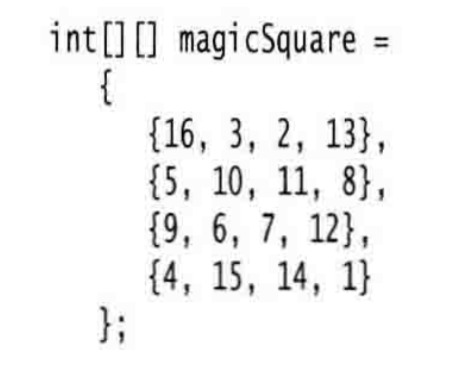 int[][] magicSquare =
{
{16, 3, 2, 13},
{5, 10, 11, 8},
{9, 6, 7, 12},
{4, 15, 14, 1}
};